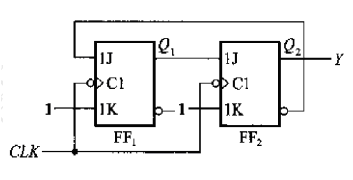 Q₁ Q₂
1J 1J Y
C1 C1
1 1K 1 1K
FF₁ FF₂
CLK